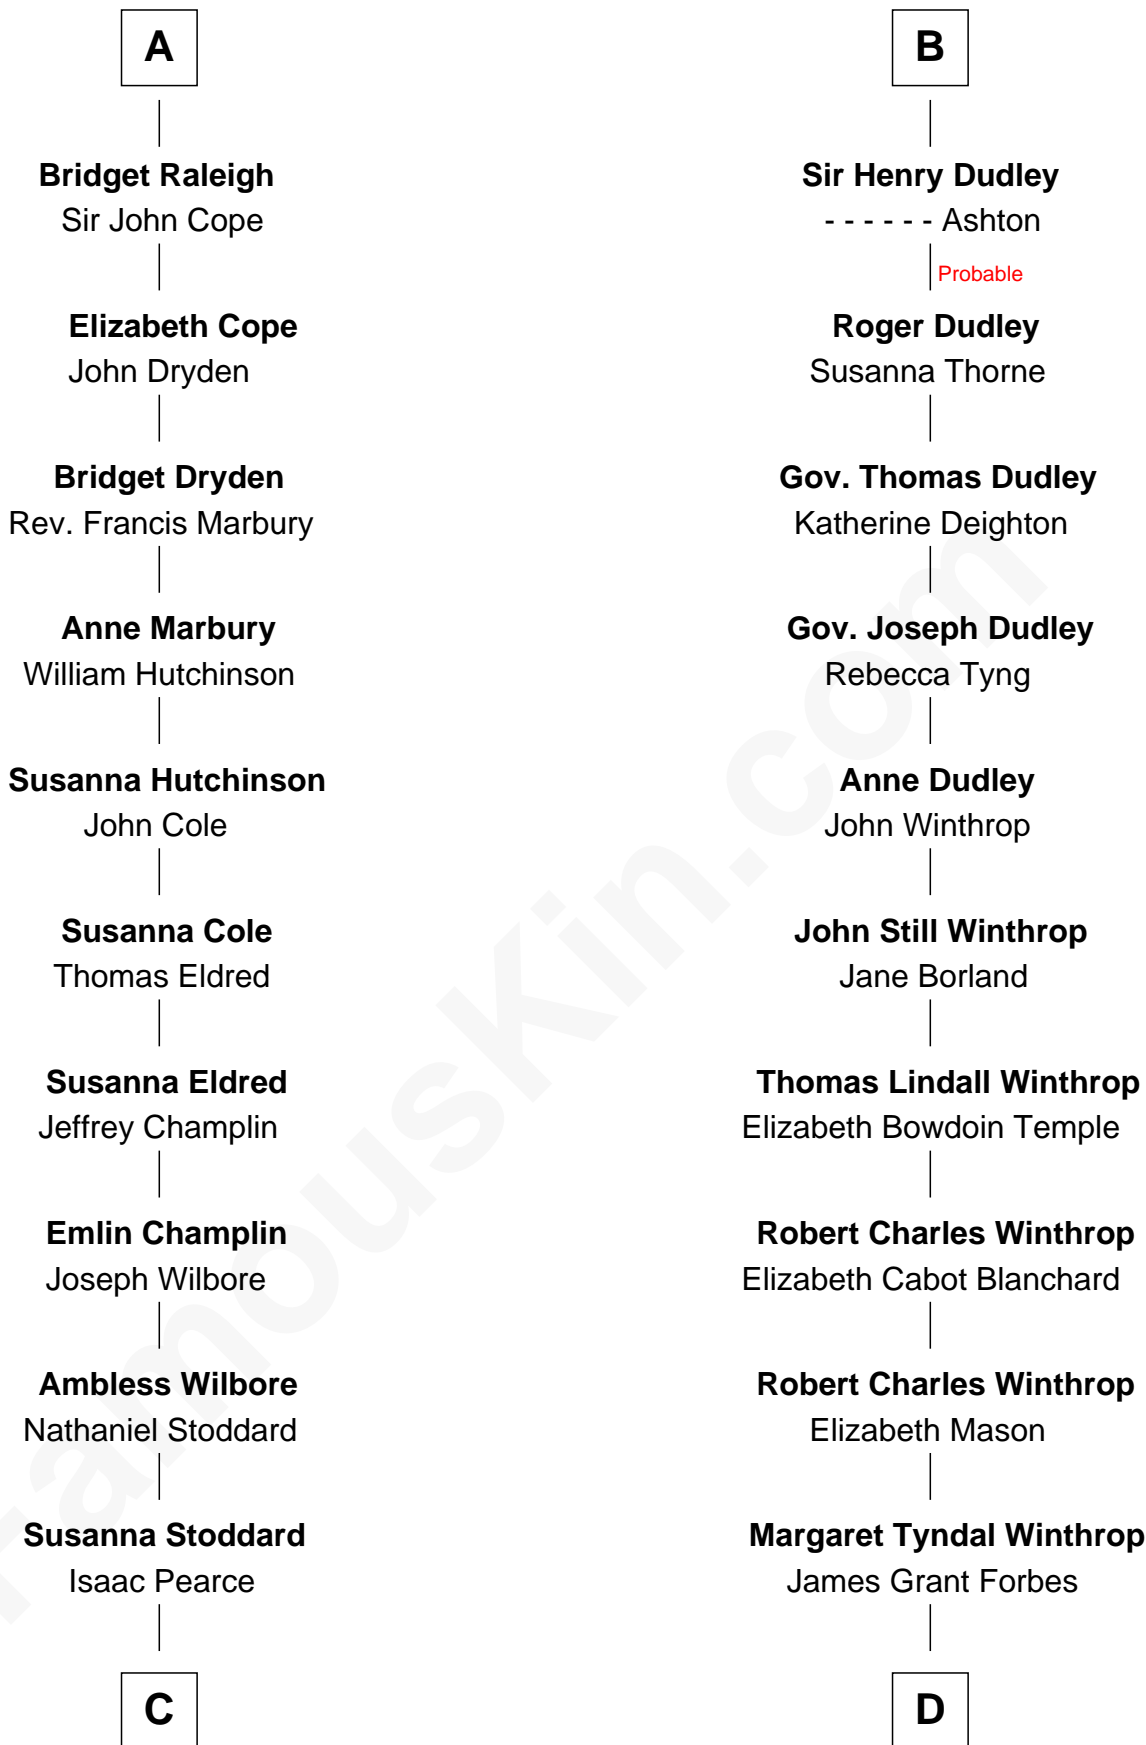 A
Bridget Raleigh
Sir John Cope
Elizabeth Cope
John Dryden
Bridget Dryden
Rev. Francis Marbury
Anne Marbury
William Hutchinson
Susanna Hutchinson
John Cole
Susanna Cole
Thomas Eldred
Susanna Eldred
Jeffrey Champlin
Emlin Champlin
Joseph Wilbore
Ambless Wilbore
Nathaniel Stoddard
Susanna Stoddard
Isaac Pearce
C
B
Sir Henry Dudley
- - - - - - Ashton
Probable
Roger Dudley
Susanna Thorne
Gov. Thomas Dudley
Katherine Deighton
Gov. Joseph Dudley
Rebecca Tyng
Anne Dudley
John Winthrop
John Still Winthrop
Jane Borland
Thomas Lindall Winthrop
Elizabeth Bowdoin Temple
Robert Charles Winthrop
Elizabeth Cabot Blanchard
Robert Charles Winthrop
Elizabeth Mason
Margaret Tyndal Winthrop
James Grant Forbes
D
FamousKin.com